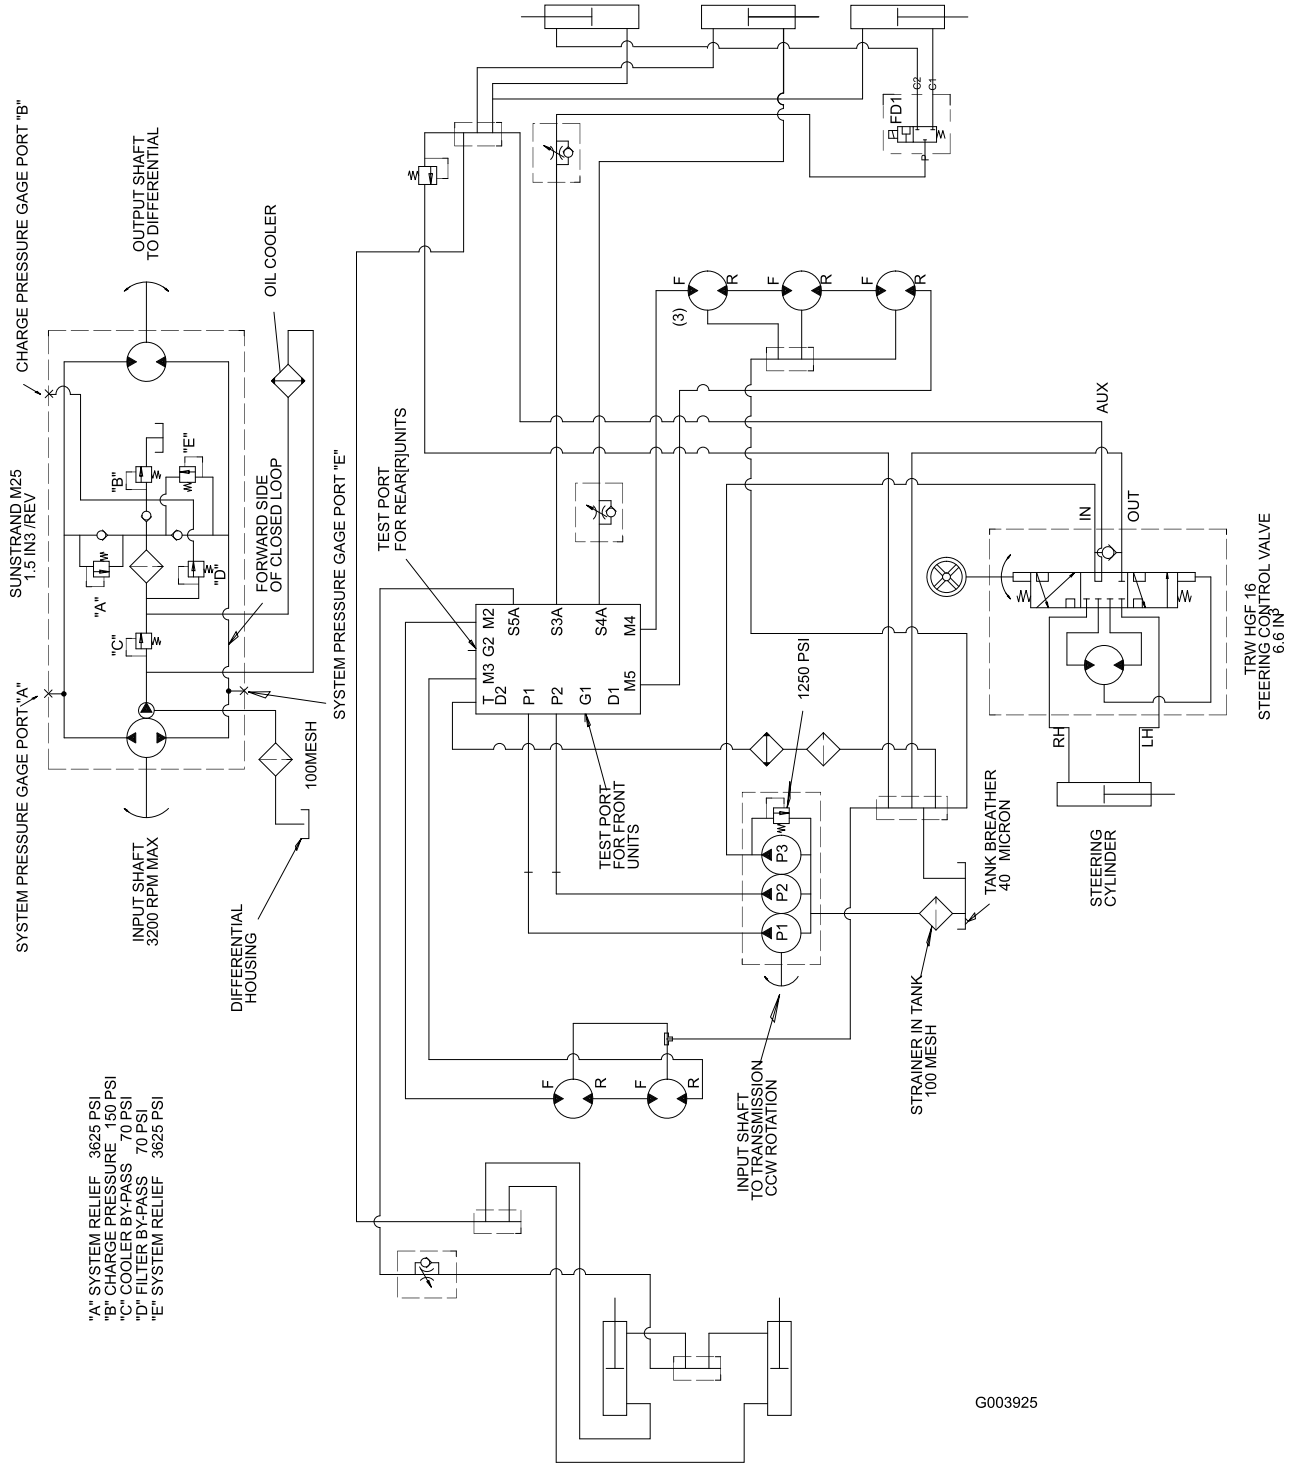 "A" SYSTEM RELIEF 3625 PSI
"B" CHARGE PRESSURE 150 PSI
"C" COOLER BY-PASS 70 PSI
"D" FILTER BY-PASS 70 PSI
"E" SYSTEM RELIEF 3625 PSI
SYSTEM PRESSURE GAGE PORT "A"
CHARGE PRESSURE GAGE PORT "B"
SUNSTRAND M25
1.5 IN3 /REV
INPUT SHAFT
3200 RPM MAX
OUTPUT SHAFT
TO DIFFERENTIAL
"A"
"B"
"C"
"D"
"E"
OIL COOLER
FORWARD SIDE
OF CLOSED LOOP
SYSTEM PRESSURE GAGE PORT "E"
100MESH
DIFFERENTIAL
HOUSING
TEST PORT
FOR REAR[R]UNITS
M2
G2
M3
T
D2
S5A
S3A
S4A
M4
P1
P2
G1
D1
M5
TEST PORT
FOR FRONT
UNITS
1250 PSI
P1
P2
P3
INPUT SHAFT
TO TRANSMISSION
CCW ROTATION
STRAINER IN TANK
100 MESH
TANK BREATHER
40 MICRON
F
R
F
R
(3)
F
R
F
R
F
R
FD1
C2
C1
P
AUX
IN
OUT
RH
LH
TRW HGF 16
STEERING CONTROL VALVE
6.6 IN3
STEERING
CYLINDER
G003925